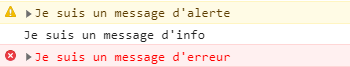 Je suis un message d'alerte
Je suis un message d'info
Je suis un message d'erreur